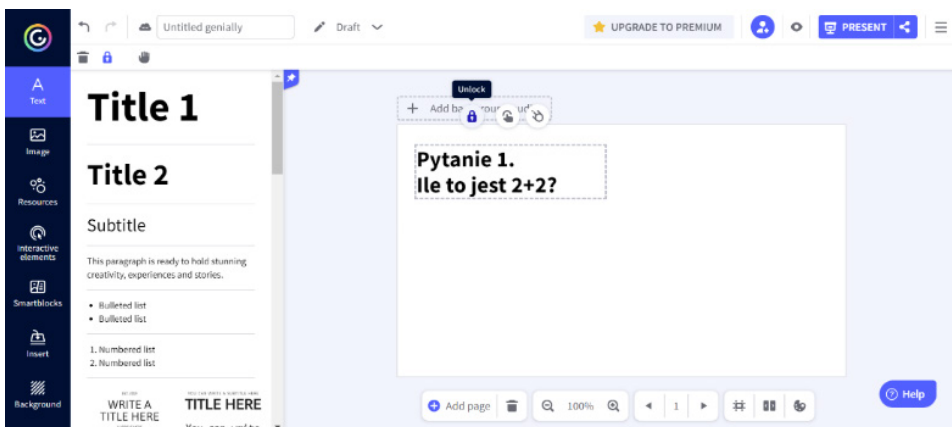 Untitled genially
Draft
UPGRADE TO PREMIUM
PRESENT
Text
Image
Resources
Interactive
elements
Smartblocks
Insert
Background
Title 1
Title 2
Subtitle
This paragraph is ready to hold stunning
creativity, experiences and stories.
• Bulleted list
• Bulleted list
1. Numbered list
2. Numbered list
WRITE A
TITLE HERE
TITLE HERE
Unlock
Pytanie 1.
Ile to jest 2+2?
Add page
100%
1
Help